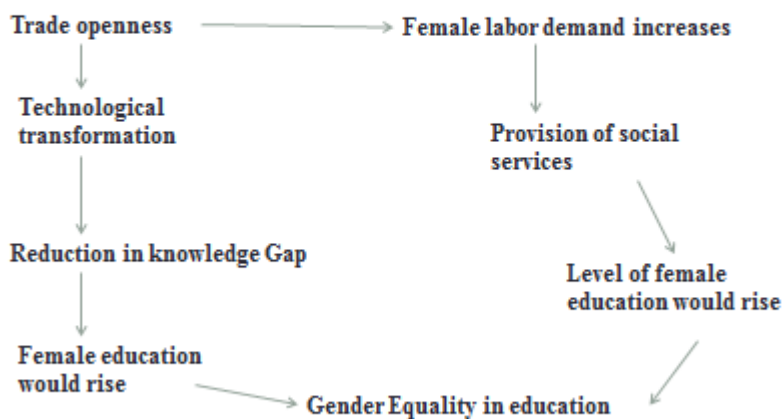 Trade openness
Female labor demand increases
Technological
transformation
Provision of social
services
Reduction in knowledge Gap
Level of female
education would rise
Female education
would rise
Gender Equality in education